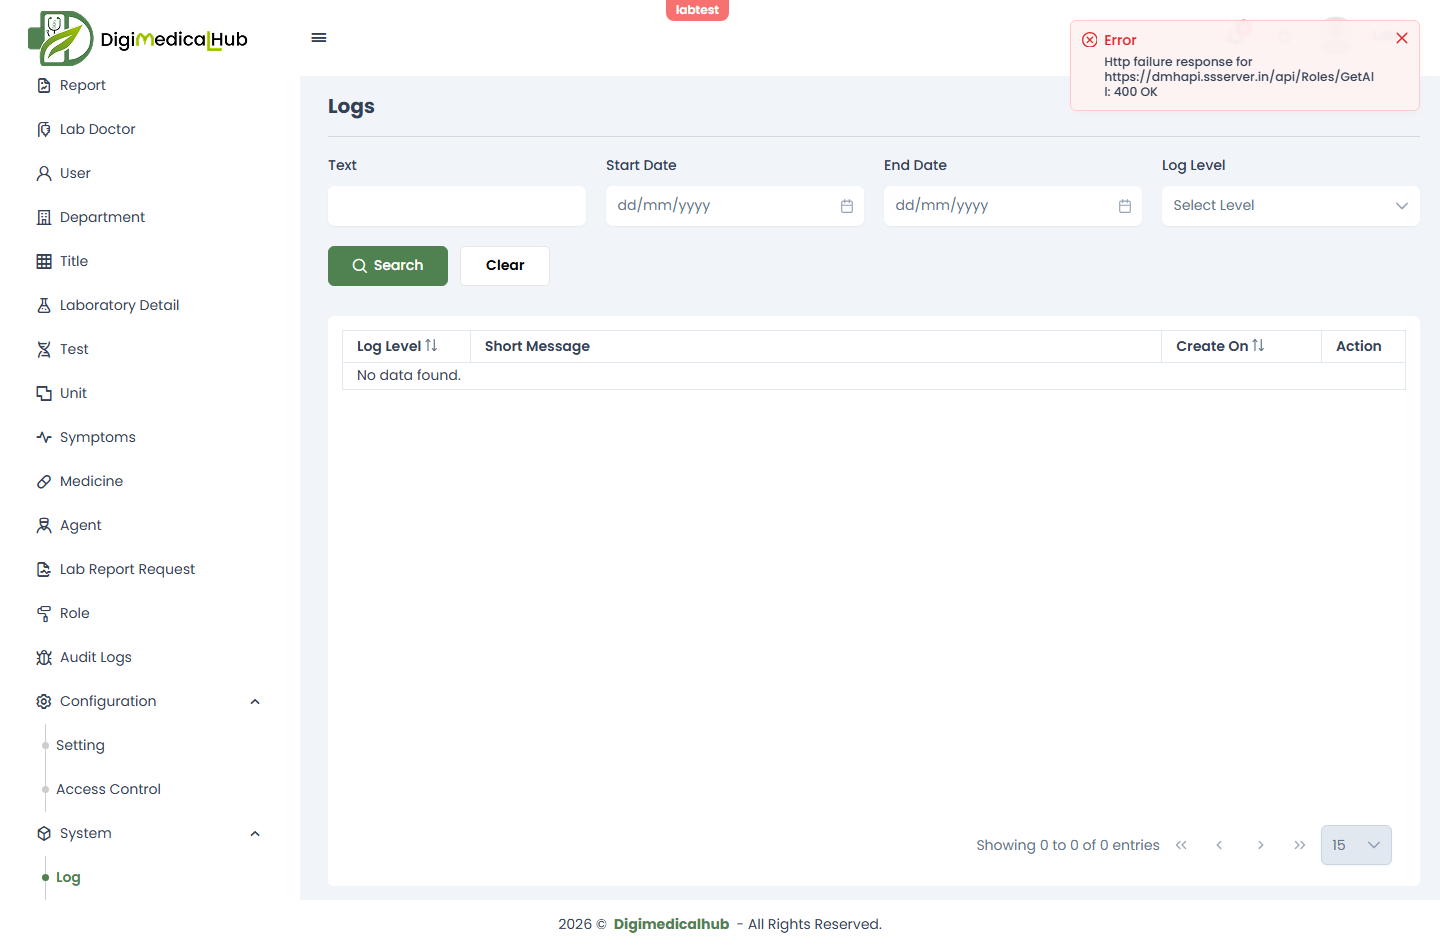 labtest
DigiMedicalHub
Report
Lab Doctor
User
Department
Title
Laboratory Detail
Test
Unit
Symptoms
Medicine
Agent
Lab Report Request
Role
Audit Logs
Configuration
Setting
Access Control
System
Log
Error
Http failure response for
https://dmhapi.ssserver.in/api/Roles/GetAl
l: 400 OK
Logs
Text Start Date End Date Log Level
dd/mm/yyyy dd/mm/yyyy Select Level
Search Clear
Log Level Short Message Create On Action
No data found.
Showing 0 to 0 of 0 entries 15
2026 © Digimedicalhub - All Rights Reserved.